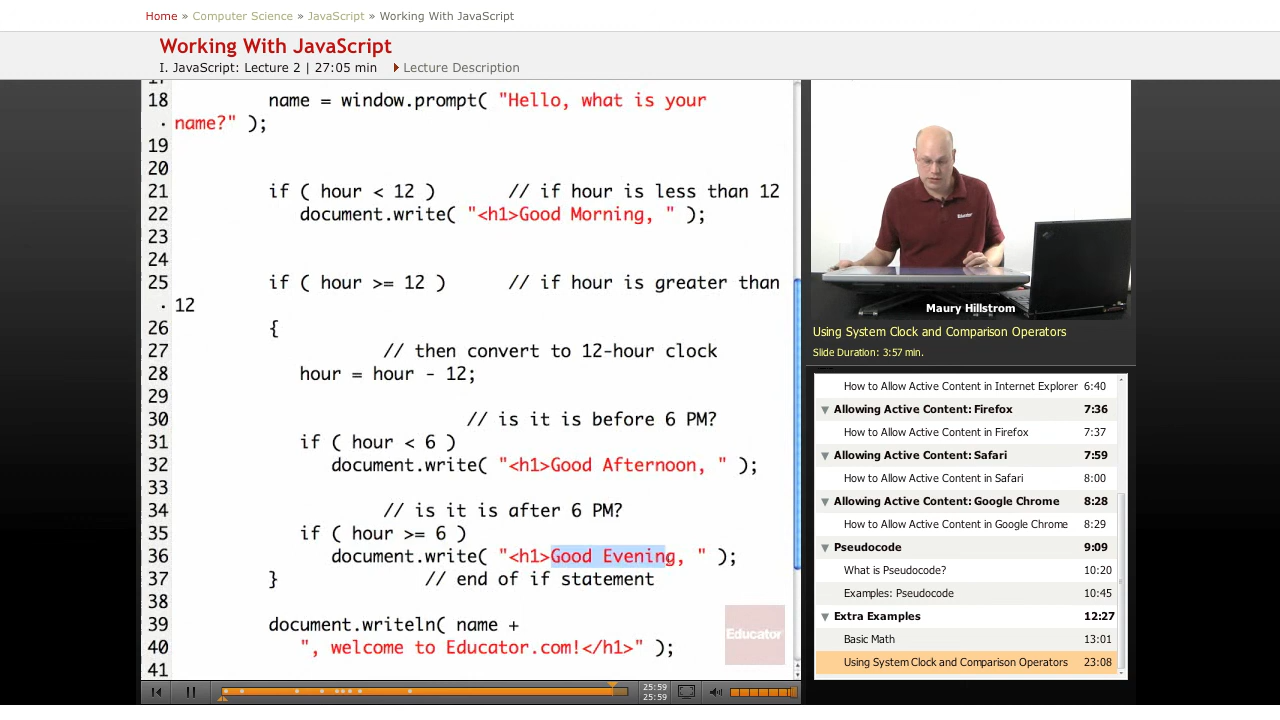 Home » Computer Science » JavaScript » Working With JavaScript
Working With JavaScript
I. JavaScript: Lecture 2 | 27:05 min Lecture Description
18 name = window.prompt( "Hello, what is your
· name?" );
19
20
21 if ( hour < 12 ) // if hour is less than 12
22 document.write( "<h1>Good Morning, " );
23
24
25 if ( hour >= 12 ) // if hour is greater than
· 12
26 {
27 // then convert to 12-hour clock
28 hour = hour - 12;
29
30 // is it is before 6 PM?
31 if ( hour < 6 )
32 document.write( "<h1>Good Afternoon, " );
33
34 // is it is after 6 PM?
35 if ( hour >= 6 )
36 document.write( "<h1>Good Evening, " );
37 } // end of if statement
38
39 document.writeln( name +
40 ", welcome to Educator.com!</h1>" );
41
Educator
25:59
25:59
Educator
Maury Hillstrom
Using System Clock and Comparison Operators
Slide Duration: 3:57 min.
How to Allow Active Content in Internet Explorer 6:40
Allowing Active Content: Firefox 7:36
How to Allow Active Content in Firefox 7:37
Allowing Active Content: Safari 7:59
How to Allow Active Content in Safari 8:00
Allowing Active Content: Google Chrome 8:28
How to Allow Active Content in Google Chrome 8:29
Pseudocode 9:09
What is Pseudocode? 10:20
Examples: Pseudocode 10:45
Extra Examples 12:27
Basic Math 13:01
Using System Clock and Comparison Operators 23:08